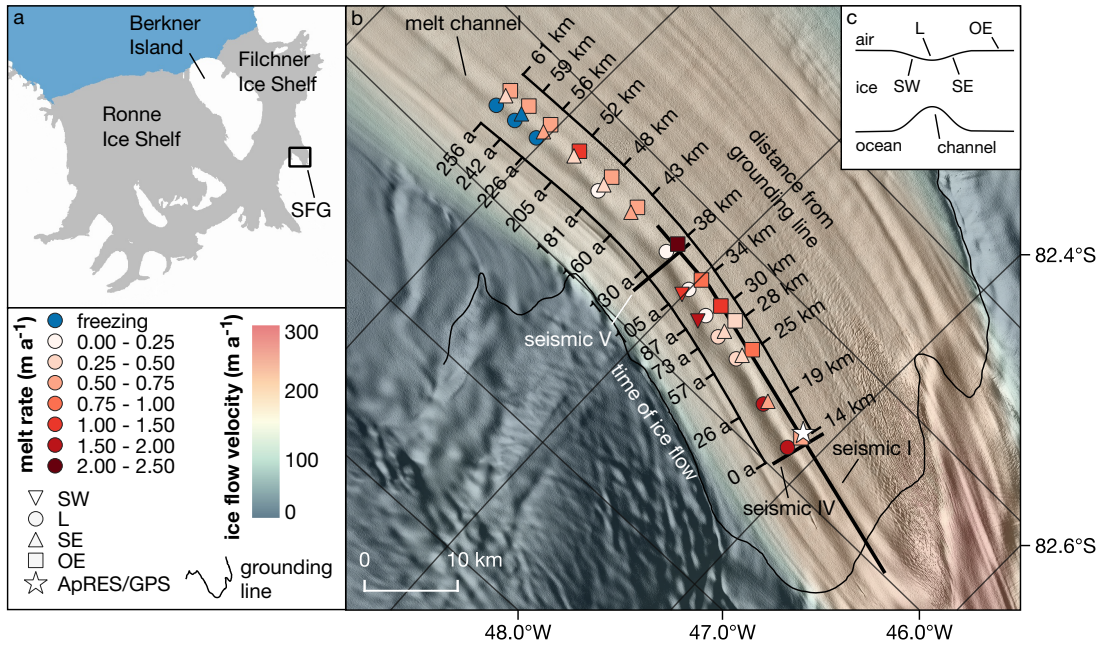 a
Berkner
Island
Filchner
Ice Shelf
Ronne
Ice Shelf
SFG
melt rate (m a⁻¹)
freezing
0.00 - 0.25
0.25 - 0.50
0.50 - 0.75
0.75 - 1.00
1.00 - 1.50
1.50 - 2.00
2.00 - 2.50
SW
L
SE
OE
ApRES/GPS
ice flow velocity (m a⁻¹)
300
200
100
0
grounding
line
b
melt channel
61 km
59 km
56 km
52 km
48 km
43 km
38 km
34 km
30 km
28 km
25 km
19 km
14 km
distance from
grounding line
256 a
242 a
226 a
205 a
181 a
160 a
130 a
05 a
87 a
73 a
57 a
26 a
0 a
time of ice flow
seismic V
seismic I
seismic IV
0
10 km
c
air
L
OE
ice
SW
SE
ocean
channel
82.4°W
82.6°W
48.0°W
47.0°W
46.0°W